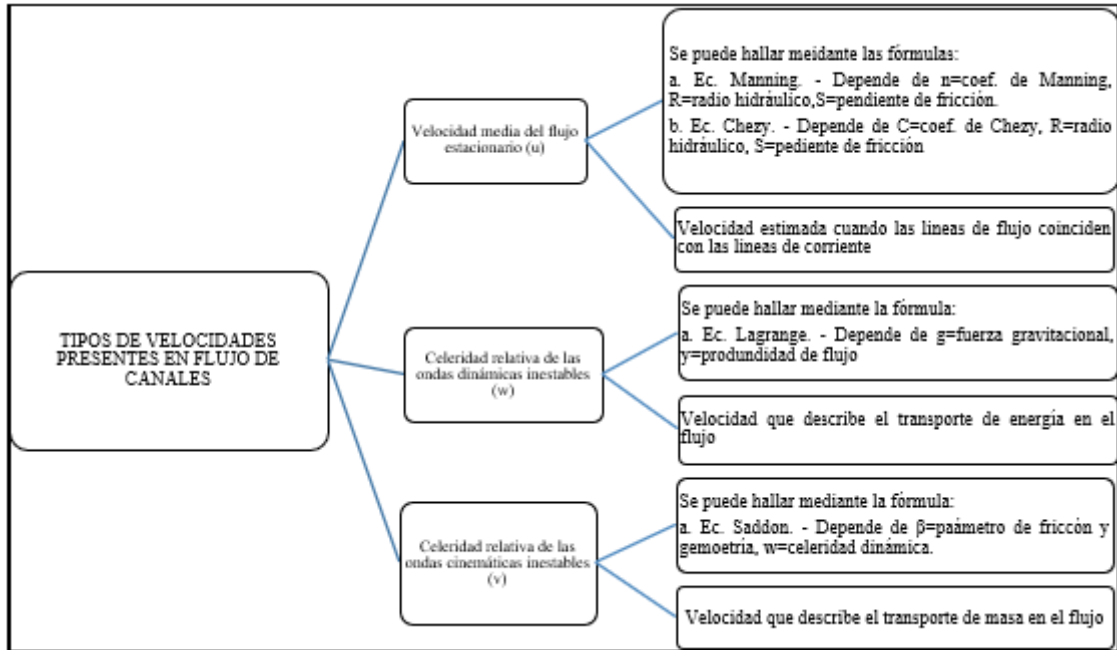 TIPOS DE VELOCIDADES
PRESENTES EN FLUJO DE
CANALES
Velocidad media del flujo
estacionario (u)
Se puede hallar meidante las fórmulas:
a. Ec. Manning. - Depende de n=coef. de Manning,
R=radio hidráulico,S=pendiente de fricción.
b. Ec. Chezy. - Depende de C=coef. de Chezy, R=radio
hidráulico, S=pediente de fricción
Velocidad estimada cuando las lineas de flujo coinciden
con las lineas de corriente
Celeridad relativa de las
ondas dinámicas inestables
(w)
Se puede hallar mediante la fórmula:
a. Ec. Lagrange. - Depende de g=fuerza gravitacional,
y=produndidad de flujo
Velocidad que describe el transporte de energía en el
flujo
Celeridad relativa de las
ondas cinemáticas inestables
(v)
Se puede hallar mediante la fórmula:
a. Ec. Saddon. - Depende de β=paámetro de friccón y
gemoetría, w=celeridad dinámica.
Velocidad que describe el transporte de masa en el flujo